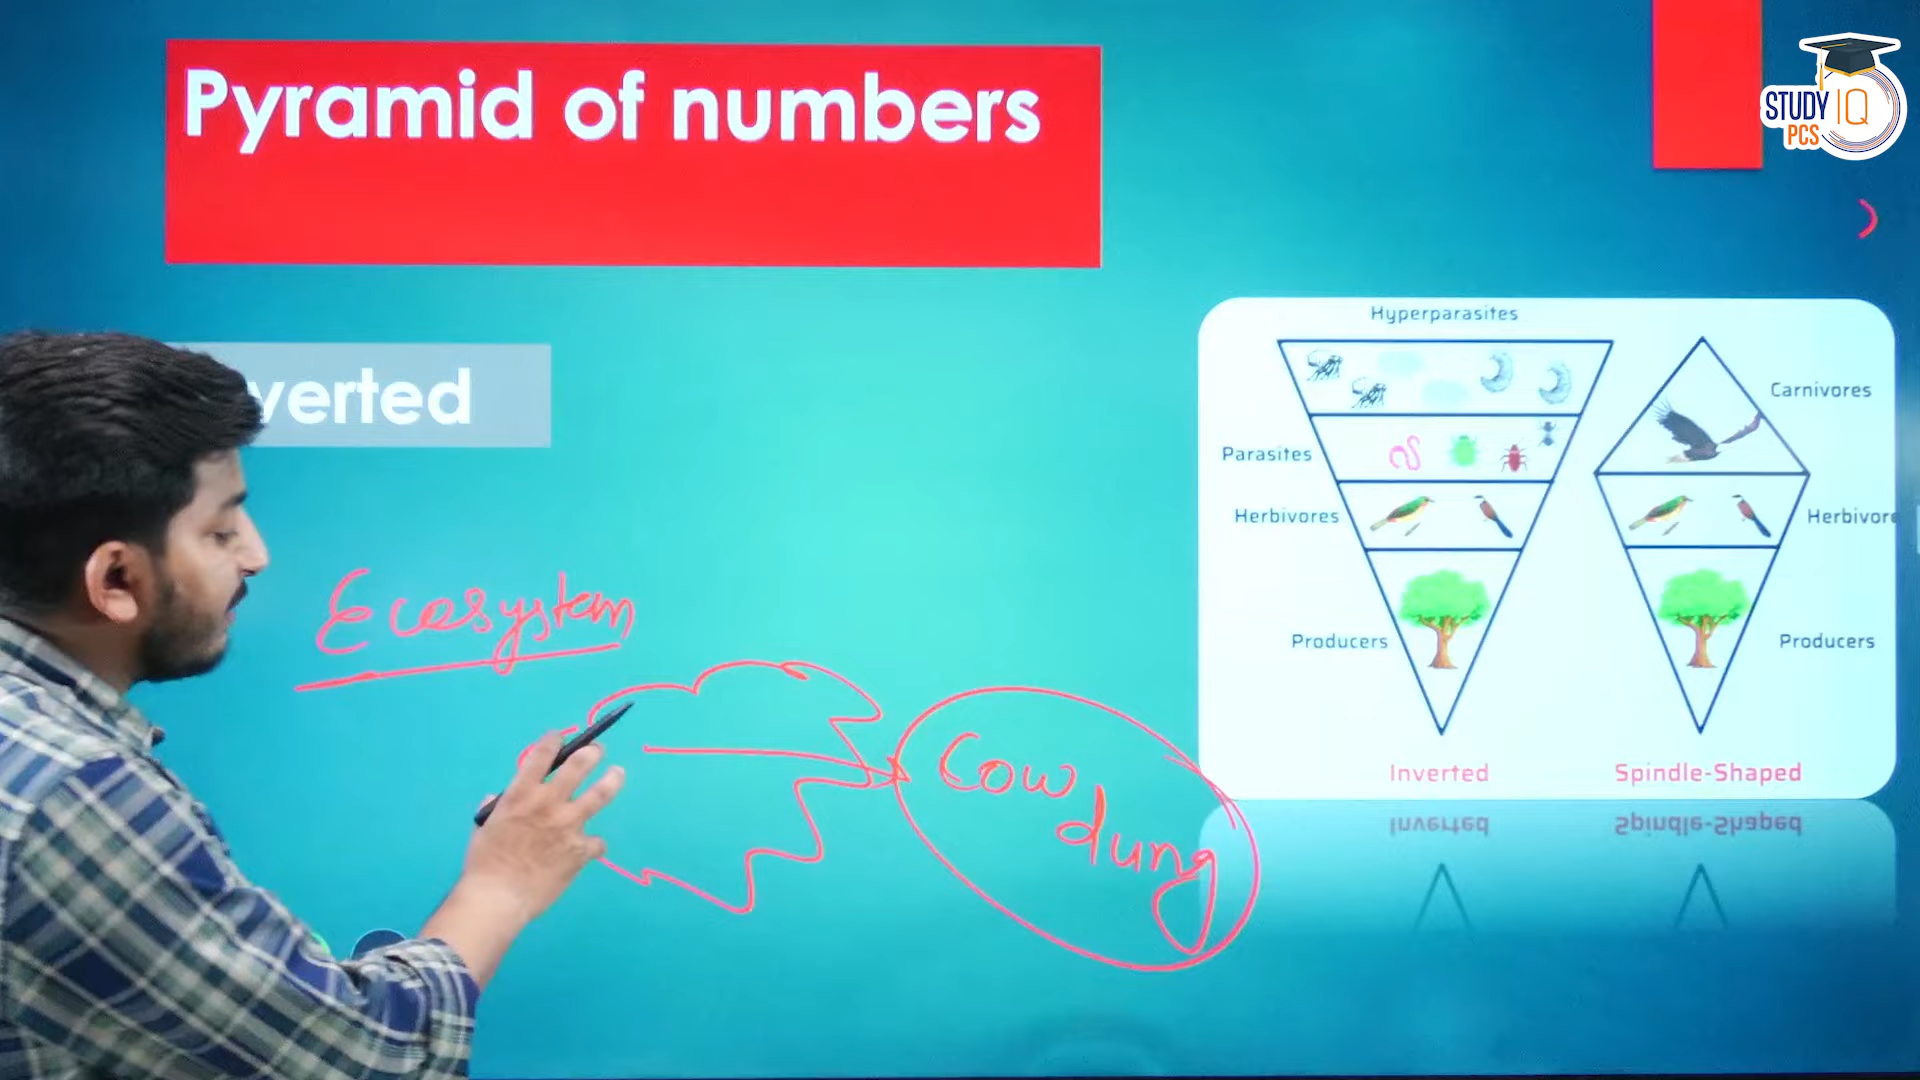 Pyramid of numbers
STUDY IQ
PCS
verted
Hyperparasites
Parasites
Herbivores
Producers
Inverted
Carnivores
Herbivore
Producers
Spindle-Shaped
Ecosystem
Cow
dung